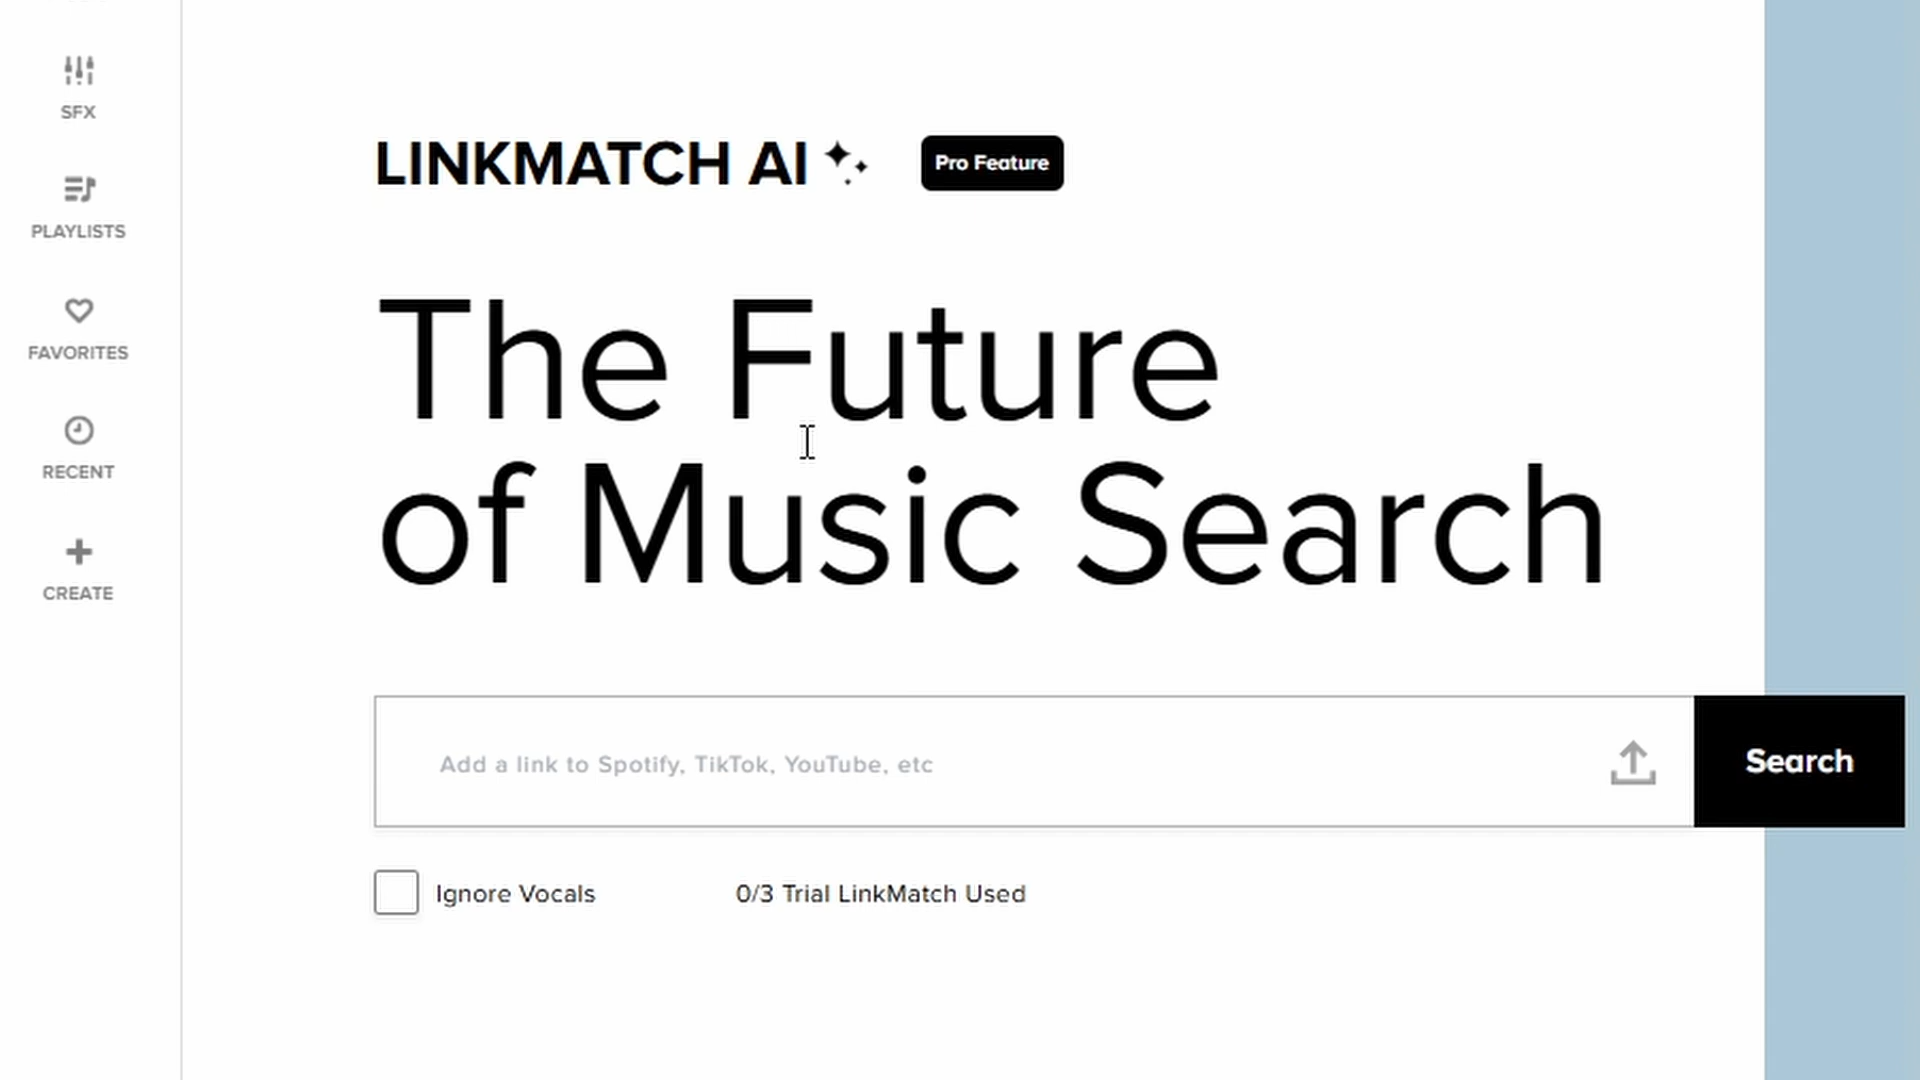 SFX
PLAYLISTS
FAVORITES
RECENT
CREATE
LINKMATCH AI
Pro Feature
The Future
of Music Search
Add a link to Spotify, TikTok, YouTube, etc
Search
Ignore Vocals
0/3 Trial LinkMatch Used